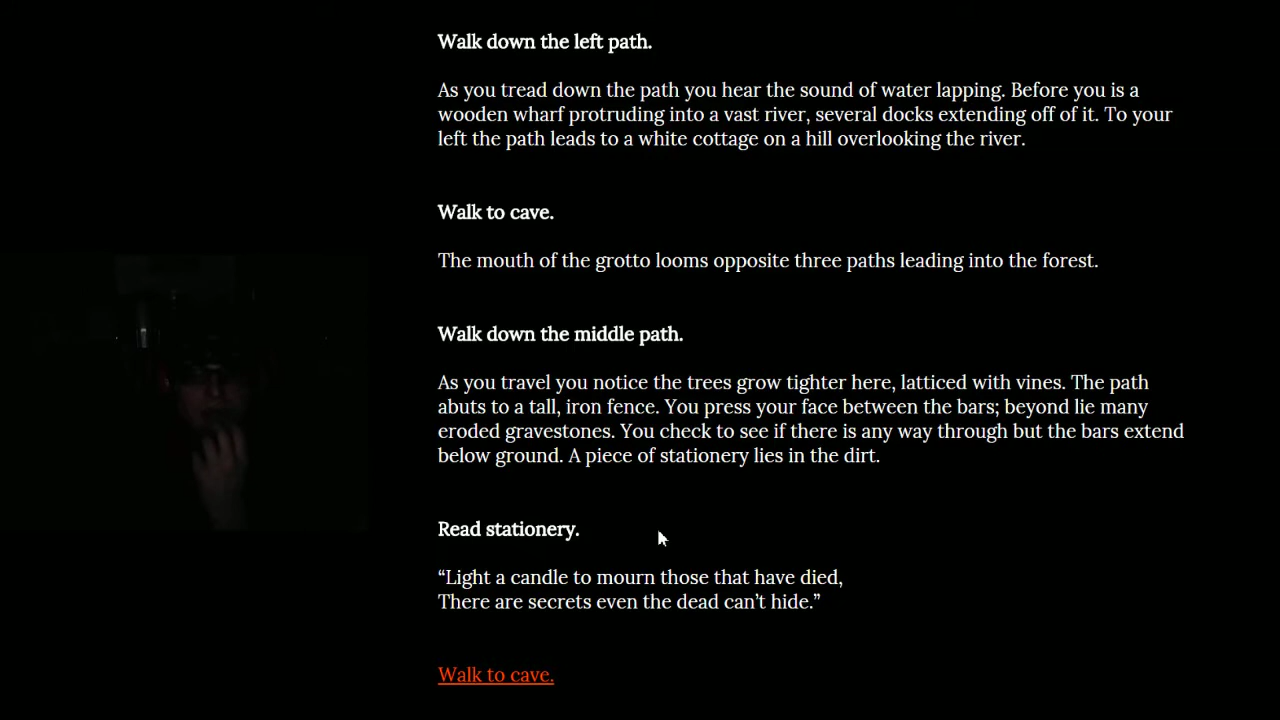 Walk down the left path.
As you tread down the path you hear the sound of water lapping. Before you is a
wooden wharf protruding into a vast river, several docks extending off of it. To your
left the path leads to a white cottage on a hill overlooking the river.
Walk to cave.
The mouth of the grotto looms opposite three paths leading into the forest.
Walk down the middle path.
As you travel you notice the trees grow tighter here, latticed with vines. The path
abuts to a tall, iron fence. You press your face between the bars; beyond lie many
eroded gravestones. You check to see if there is any way through but the bars extend
below ground. A piece of stationery lies in the dirt.
Read stationery.
“Light a candle to mourn those that have died,
There are secrets even the dead can’t hide.”
Walk to cave.